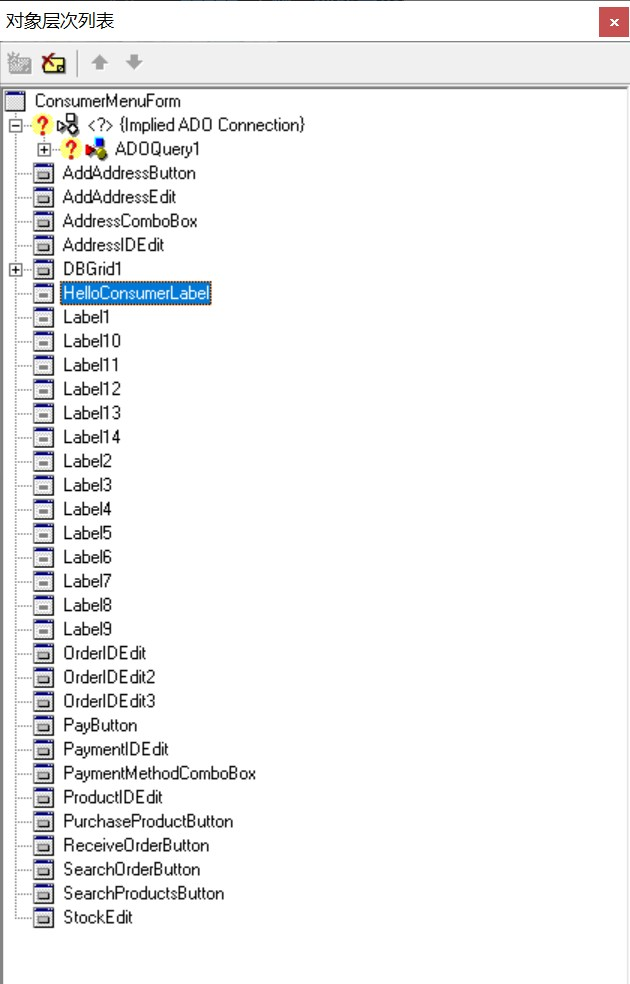 对象层次列表
ConsumerMenuForm
<?> {Implied ADO Connection}
ADOQuery1
AddAddressButton
AddAddressEdit
AddressComboBox
AddressIDEdit
DBGrid1
HelloConsumerLabel
Label1
Label10
Label11
Label12
Label13
Label14
Label2
Label3
Label4
Label5
Label6
Label7
Label8
Label9
OrderIDEdit
OrderIDEdit2
OrderIDEdit3
PayButton
PaymentIDEdit
PaymentMethodComboBox
ProductIDEdit
PurchaseProductButton
ReceiveOrderButton
SearchOrderButton
SearchProductsButton
StockEdit